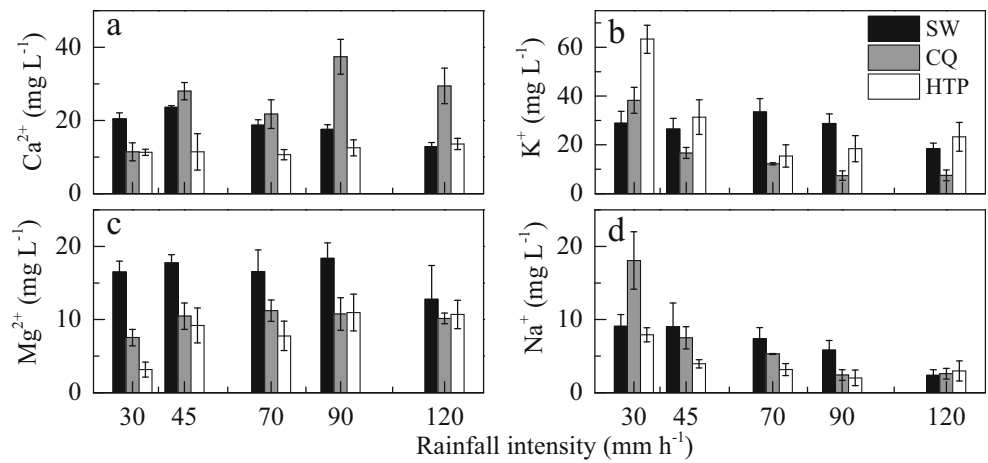 a
Ca²⁺ (mg L⁻¹)
40
20
0
b
SW
CQ
HTP
K⁺ (mg L⁻¹)
60
40
20
0
c
Mg²⁺ (mg L⁻¹)
20
10
0
30 45 70 90 120
d
Na⁺ (mg L⁻¹)
20
10
0
30 45 70 90 120
Rainfall intensity (mm h⁻¹)